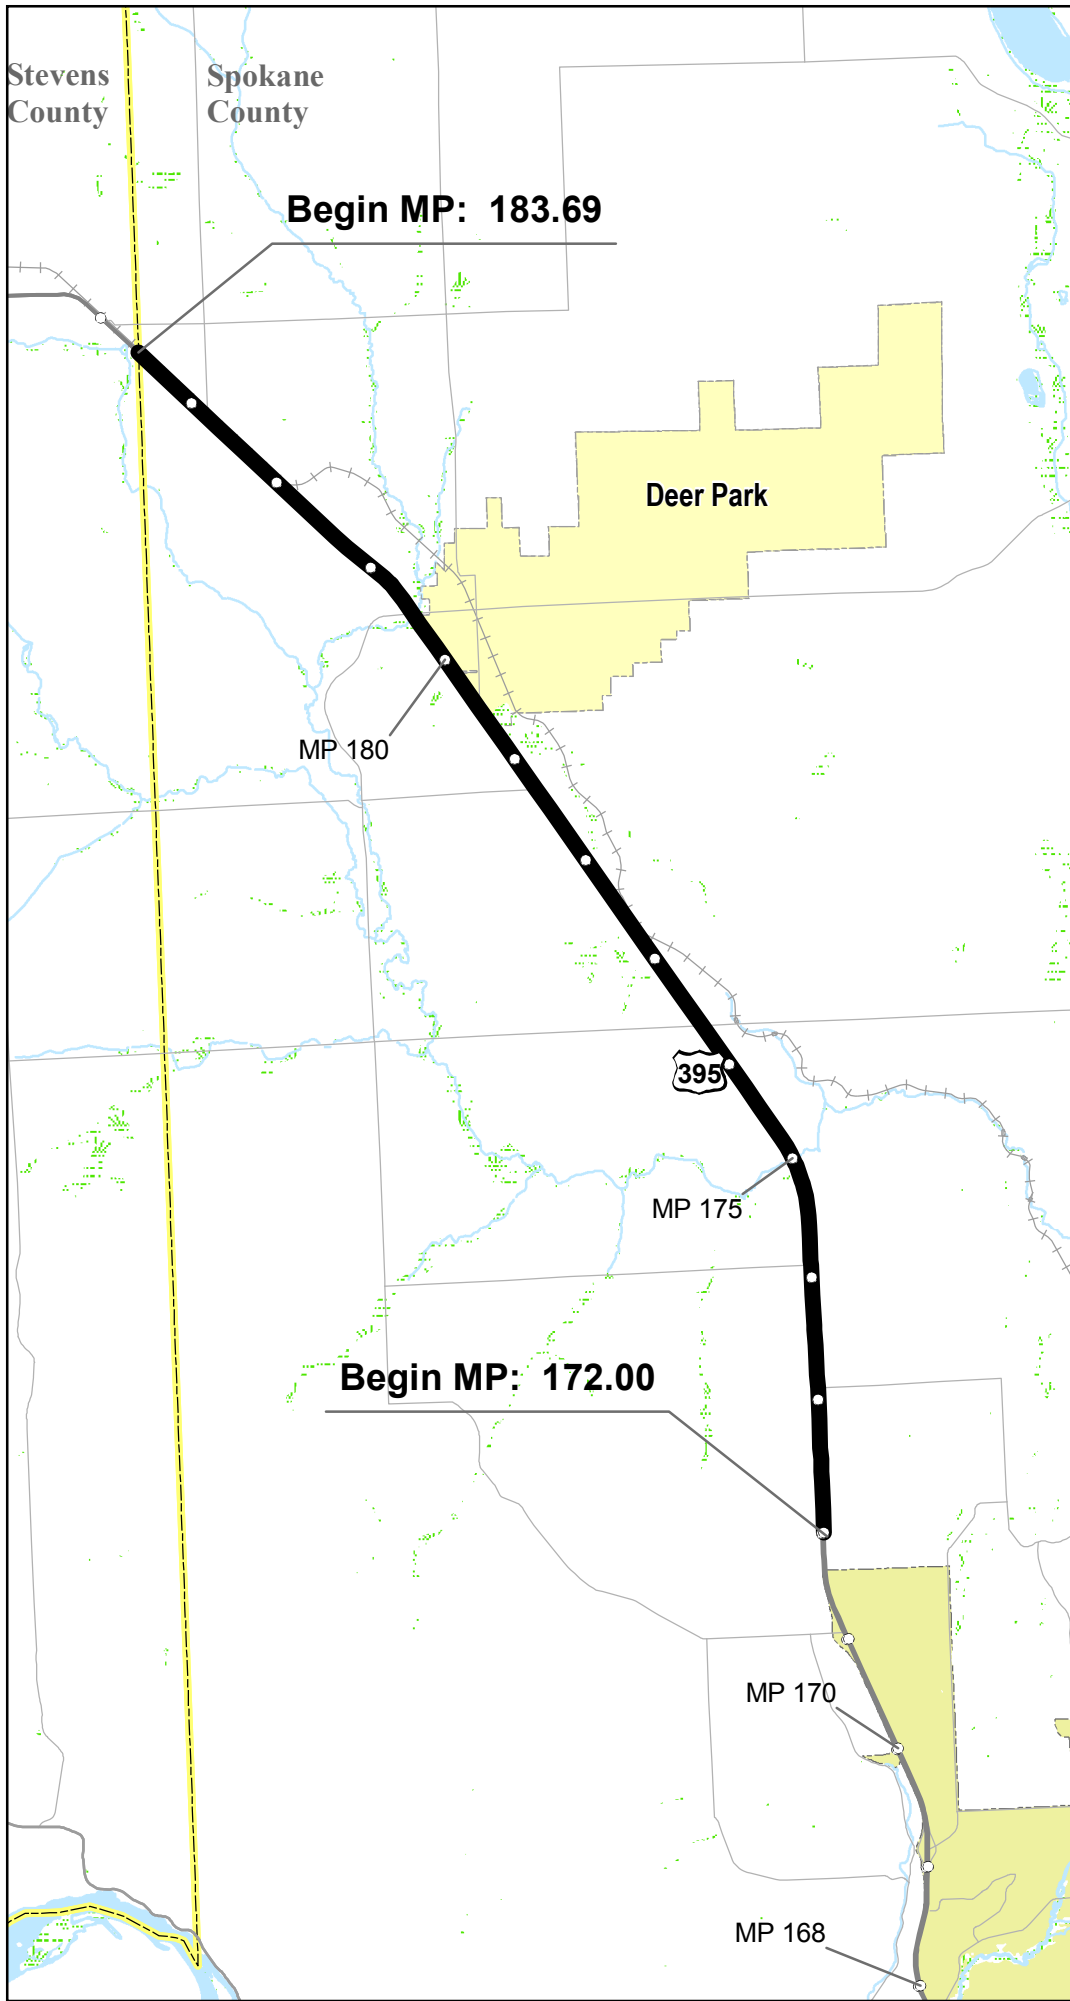 Stevens
County
Spokane
County
Begin MP: 183.69
Deer Park
MP 180
395
MP 175
Begin MP: 172.00
MP 170
MP 168